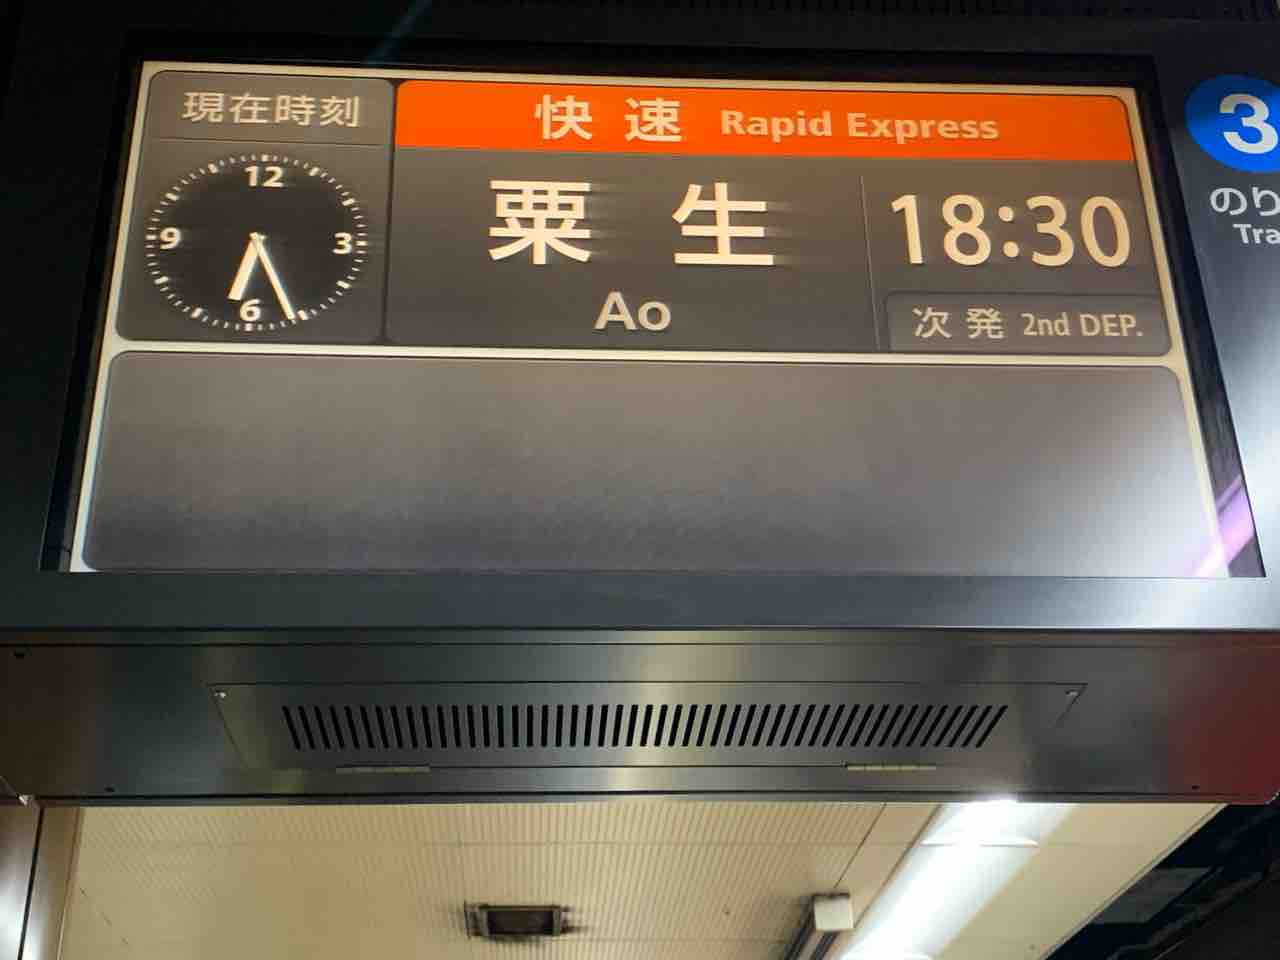 現在時刻
12
9
3
6
快速 Rapid Express
粟生
Ao
18:30
次発 2nd DEP.
3
のり
Tra